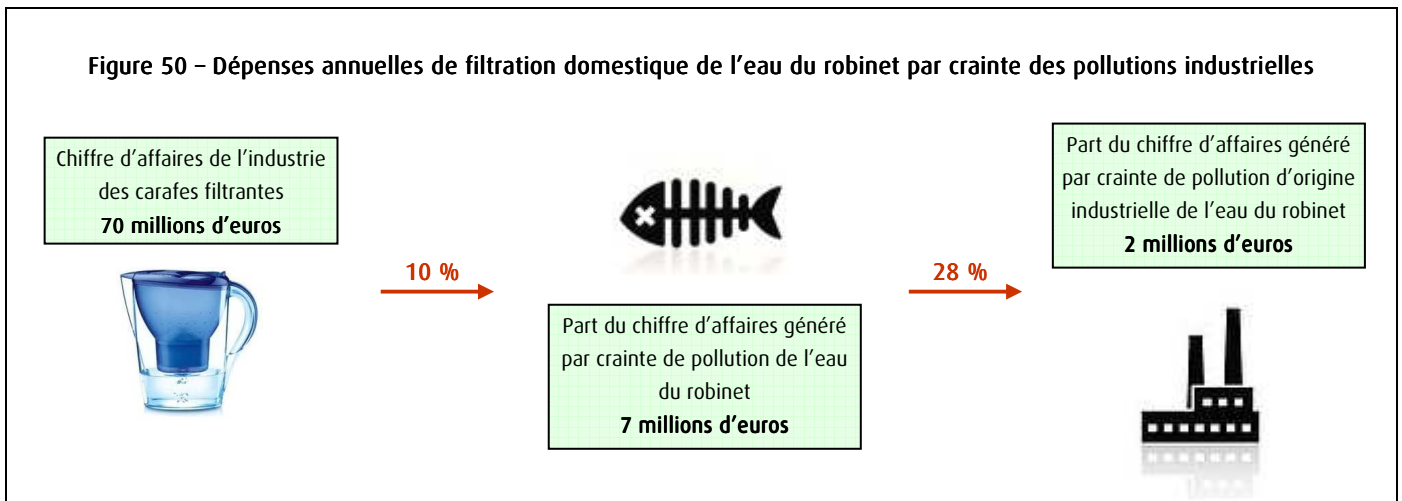 Figure 50 – Dépenses annuelles de filtration domestique de l’eau du robinet par crainte des pollutions industrielles
Chiffre d’affaires de l’industrie
des carafes filtrantes
70 millions d’euros
10 %
Part du chiffre d’affaires généré
par crainte de pollution de l’eau
du robinet
7 millions d’euros
28 %
Part du chiffre d’affaires généré
par crainte de pollution d’origine
industrielle de l’eau du robinet
2 millions d’euros